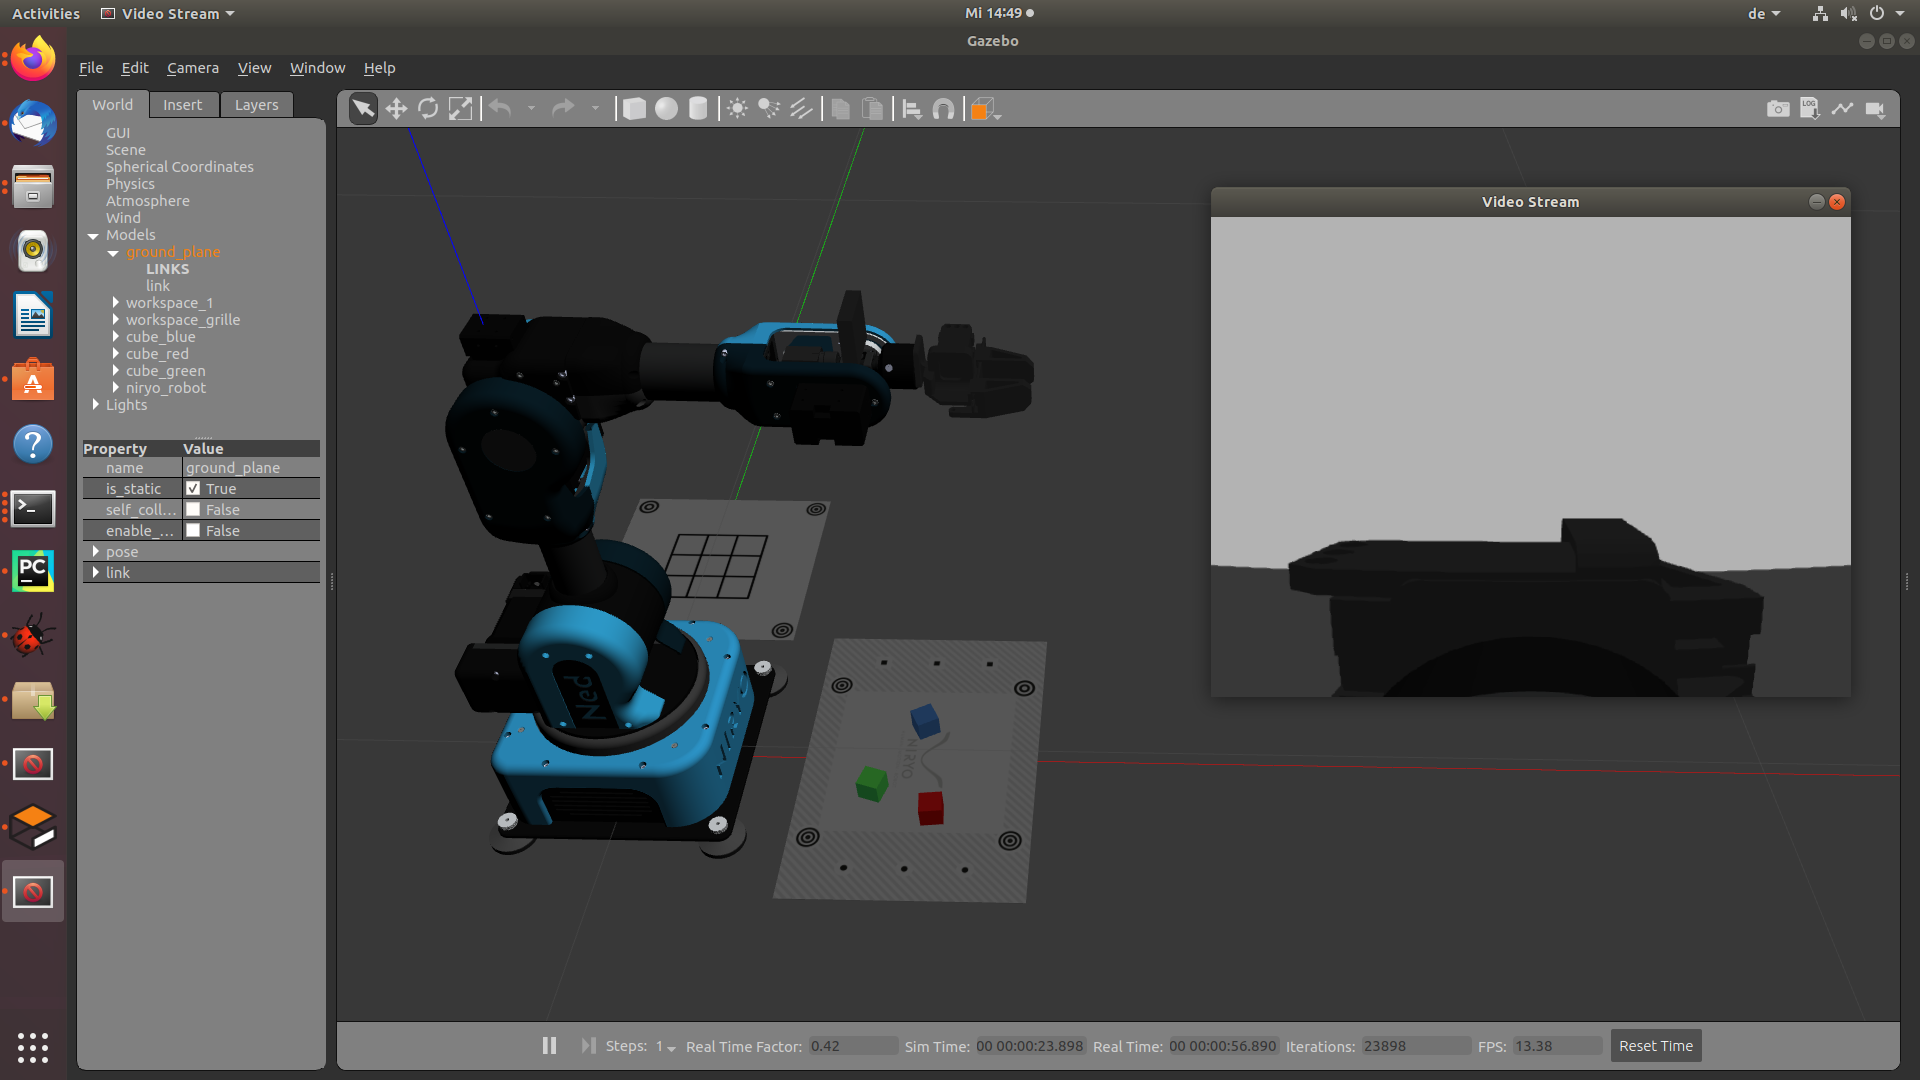 Activities
Video Stream
Mi 14:49
de
Gazebo
File Edit Camera View Window Help
World Insert Layers
GUI
Scene
Spherical Coordinates
Physics
Atmosphere
Wind
Models
ground_plane
LINKS
link
workspace_1
workspace_grille
cube_blue
cube_red
cube_green
niryo_robot
Lights
Property Value
name ground_plane
is_static True
self_coll... False
enable_... False
pose
link
LOG
Video Stream
PC
Ned
NIRYO
Steps: 1 Real Time Factor: 0.42 Sim Time: 00 00:00:23.898 Real Time: 00 00:00:56.890 Iterations: 23898 FPS: 13.38 Reset Time